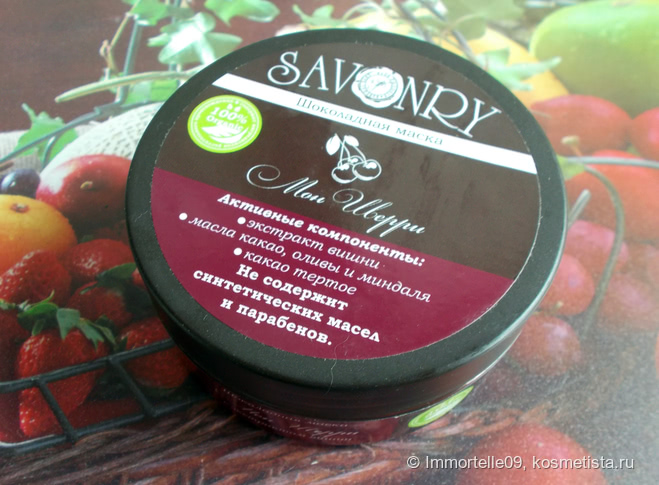 SAVONRY
Шоколадная маска
100%
Мон Шерри
Активные компоненты:
• экстракт вишни
• масла какао, оливы и миндаля
• какао тертое
Не содержит
синтетических масел
и парабенов.
© Immortelle09, kosmetista.ru